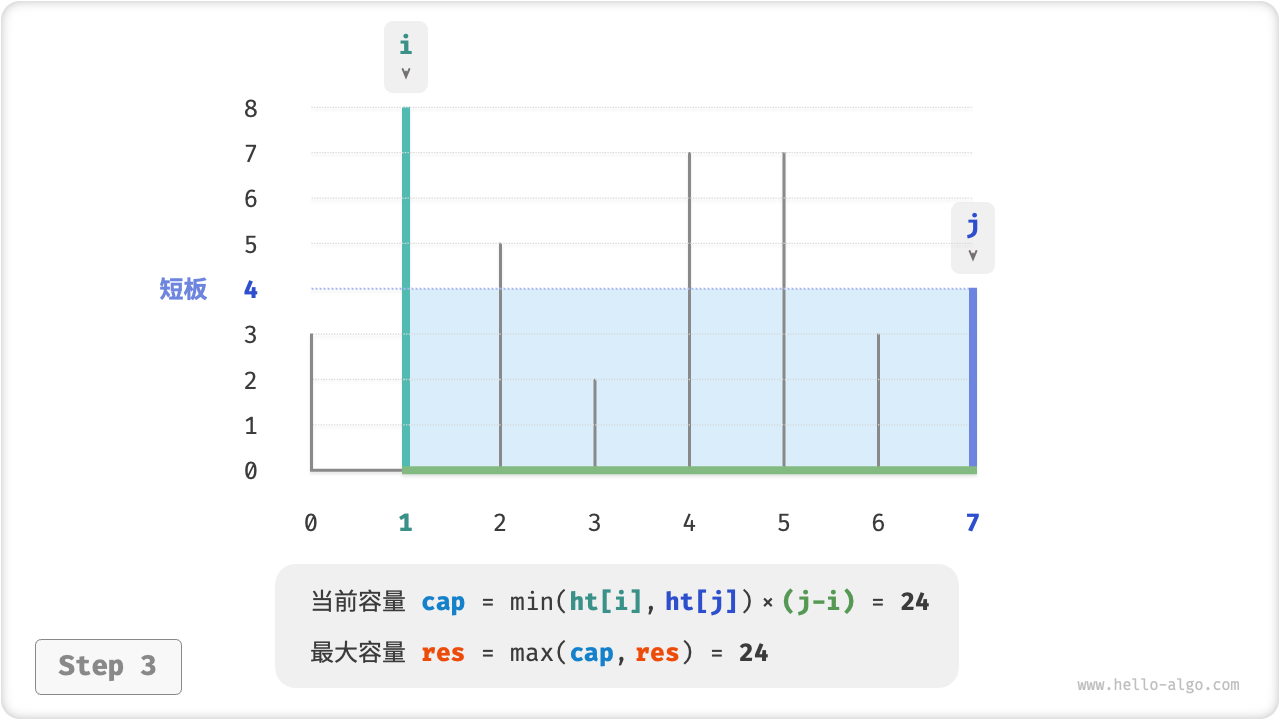 i
8
7
6
5
j
短板 4
3
2
1
0
0 1 2 3 4 5 6 7
当前容量 cap = min(ht[i], ht[j]) × (j-i) = 24
最大容量 res = max(cap, res) = 24
Step 3
www.hello-algo.com